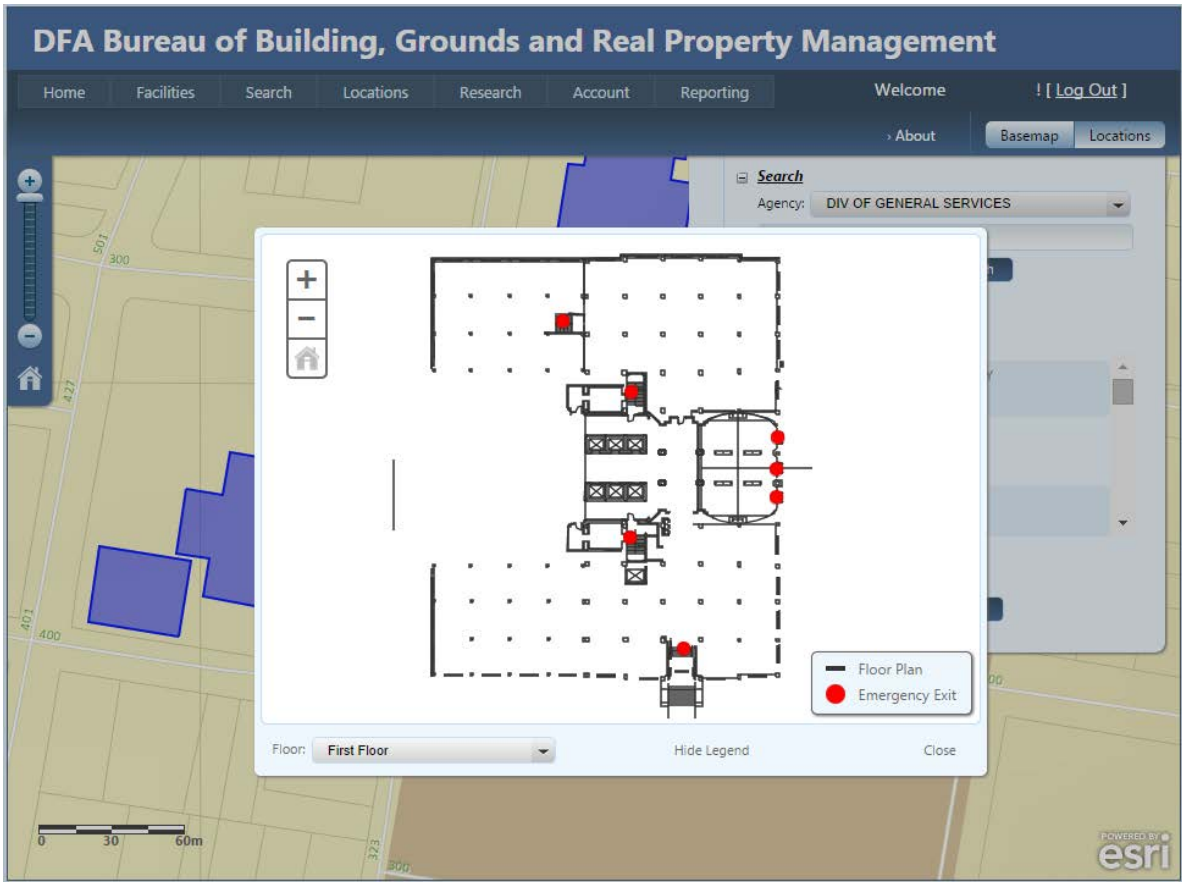 DFA Bureau of Building, Grounds and Real Property Management
Home Facilities Search Locations Research Account Reporting Welcome ! [ Log Out ]
› About Basemap Locations
Search
Agency: DIV OF GENERAL SERVICES
501
300
427
401
400
+
−
Floor Plan
Emergency Exit
Floor: First Floor Hide Legend Close
0 30 60m
323
300
POWERED BY
esri